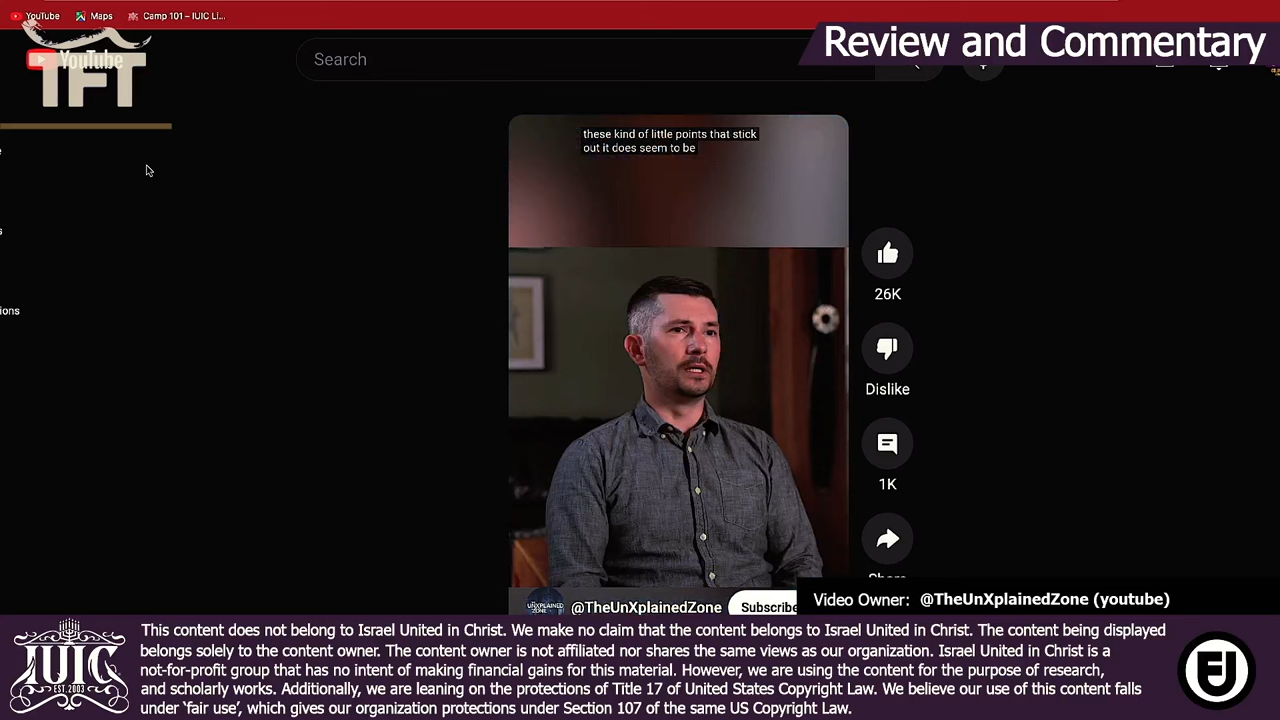 YouTube
Maps
Camp 101 – IUIC Li...
YouTube
TFT
Search
Review and Commentary
these kind of little points that stick
out it does seem to be
26K
Dislike
1K
ions
@TheUnXplainedZone
Subscribe
Video Owner: @TheUnXplainedZone (youtube)
UNXPLAINED
ZONE
IUIC
EST. 2003
This content does not belong to Israel United in Christ. We make no claim that the content belongs to Israel United in Christ. The content being displayed
belongs solely to the content owner. The content owner is not affiliated nor shares the same views as our organization. Israel United in Christ is a
not-for-profit group that has no intent of making financial gains for this material. However, we are using the content for the purpose of research,
and scholarly works. Additionally, we are leaning on the protections of Title 17 of United States Copyright Law. We believe our use of this content falls
under ‘fair use’, which gives our organization protections under Section 107 of the same US Copyright Law.